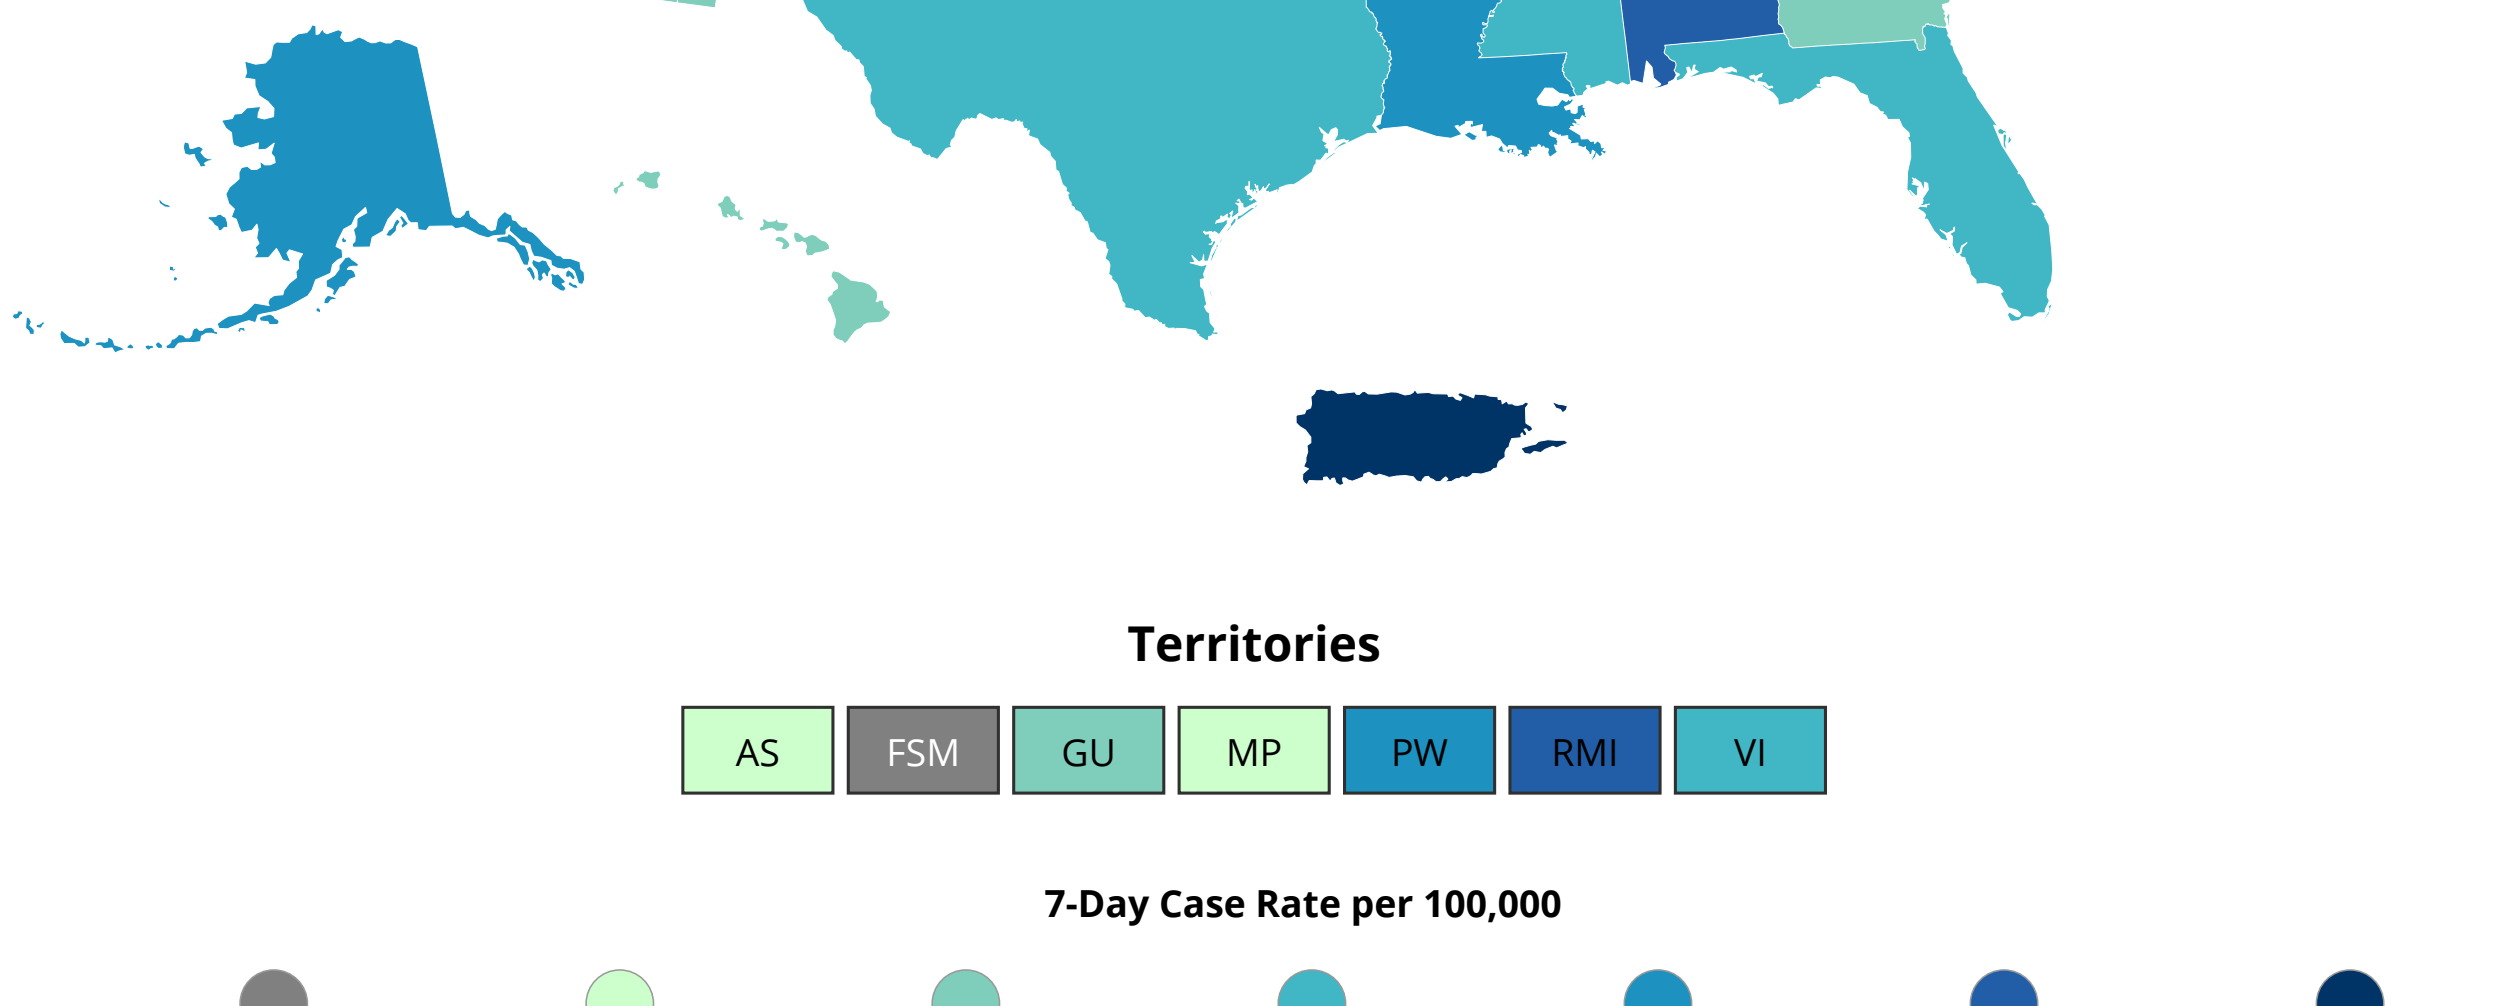 Territories
AS FSM GU MP PW RMI VI
7-Day Case Rate per 100,000